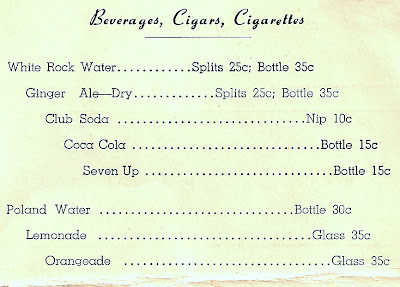 Beverages, Cigars, Cigarettes
White Rock Water............Splits 25c; Bottle 35c
Ginger Ale—Dry.............Splits 25c; Bottle 35c
Club Soda ..............................Nip 10c
Coca Cola ..............................Bottle 15c
Seven Up ..............................Bottle 15c
Poland Water ...............................Bottle 30c
Lemonade ..................................Glass 35c
Orangeade .................................Glass 35c